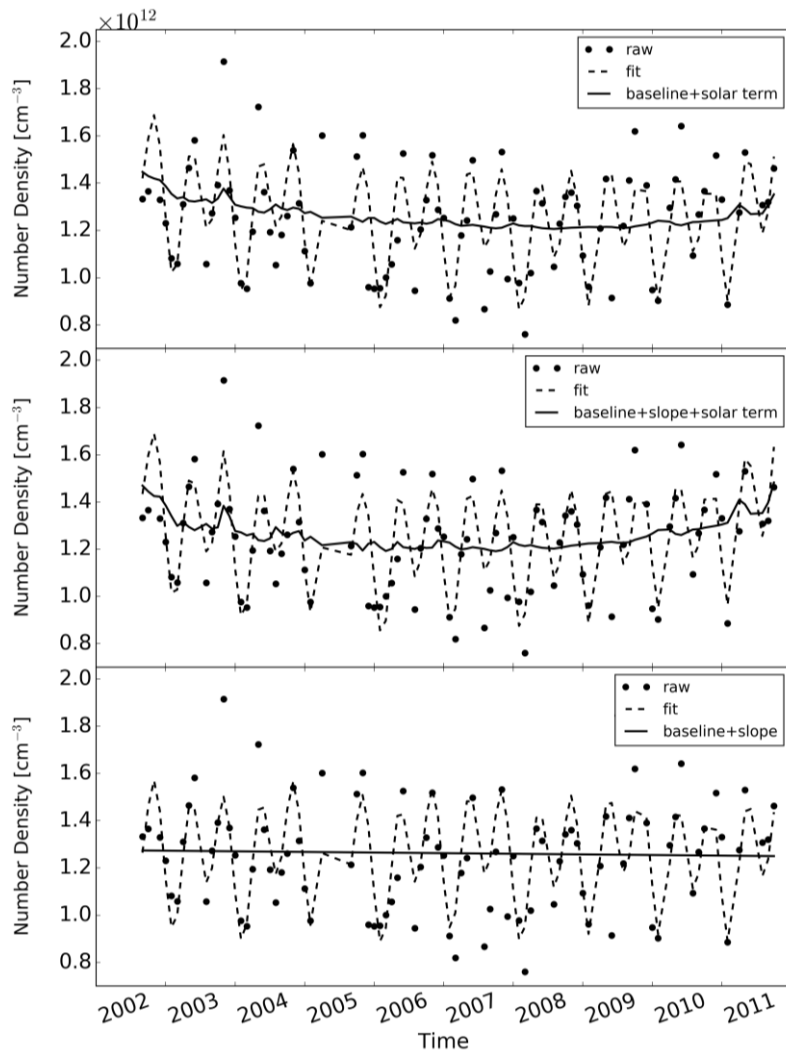 ×10¹²
2.0
1.8
1.6
1.4
1.2
1.0
0.8
Number Density [cm⁻³]
raw
fit
baseline+solar term
2.0
1.8
1.6
1.4
1.2
1.0
0.8
Number Density [cm⁻³]
raw
fit
baseline+slope+solar term
2.0
1.8
1.6
1.4
1.2
1.0
0.8
Number Density [cm⁻³]
raw
fit
baseline+slope
2002 2003 2004 2005 2006 2007 2008 2009 2010 2011
Time